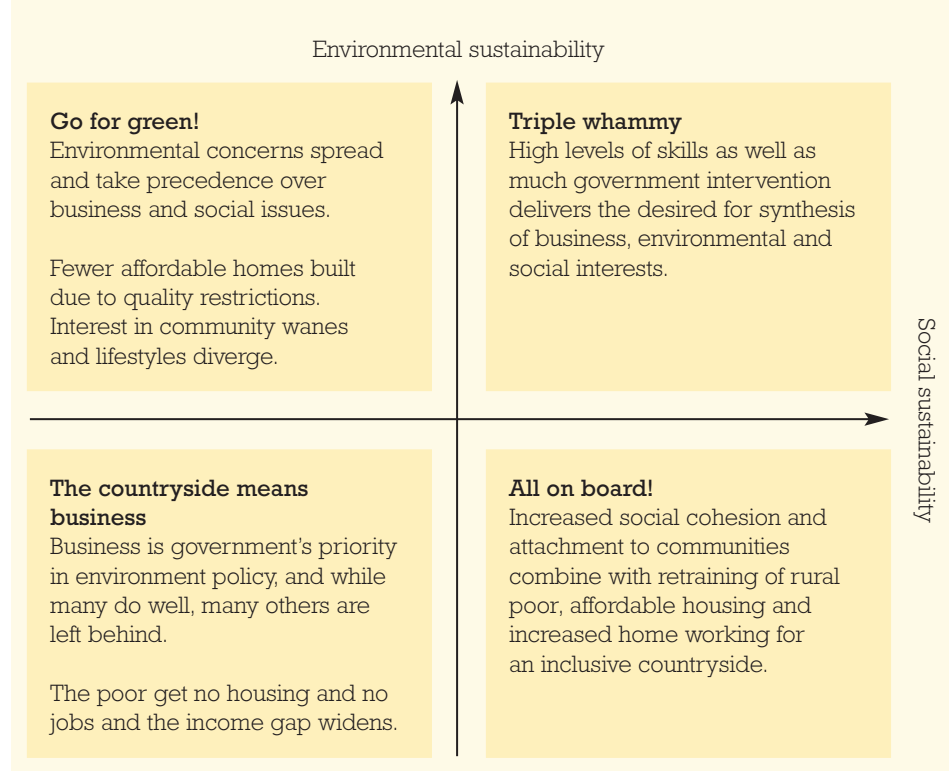 Environmental sustainability
Go for green!
Environmental concerns spread
and take precedence over
business and social issues.
Fewer affordable homes built
due to quality restrictions.
Interest in community wanes
and lifestyles diverge.
Triple whammy
High levels of skills as well as
much government intervention
delivers the desired for synthesis
of business, environmental and
social interests.
Social sustainability
The countryside means
business
Business is government's priority
in environment policy, and while
many do well, many others are
left behind.
The poor get no housing and no
jobs and the income gap widens.
All on board!
Increased social cohesion and
attachment to communities
combine with retraining of rural
poor, affordable housing and
increased home working for
an inclusive countryside.